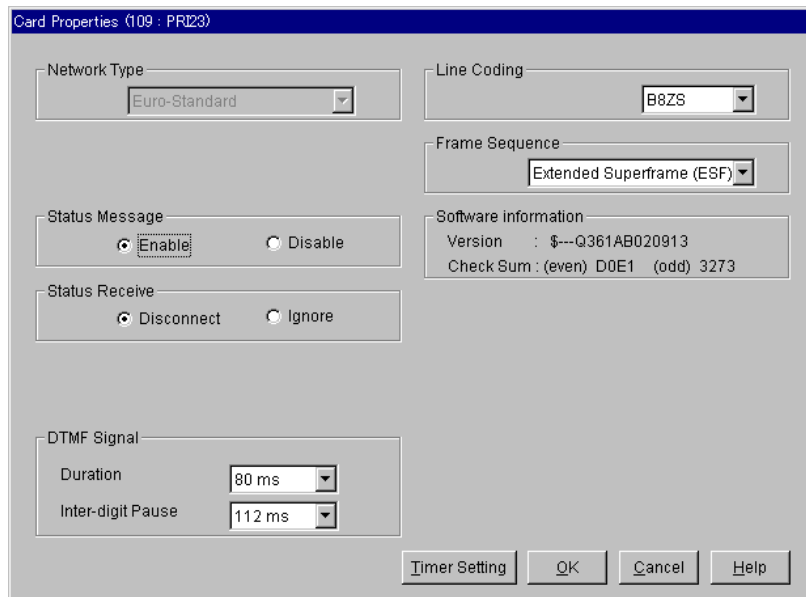 Card Properties (109 : PRI23)
Network Type
Euro-Standard
Line Coding
B8ZS
Frame Sequence
Extended Superframe (ESF)
Status Message
Enable
Disable
Software information
Version : $---Q361AB020913
Check Sum : (even) D0E1 (odd) 3273
Status Receive
Disconnect
Ignore
DTMF Signal
Duration
80 ms
Inter-digit Pause
112 ms
Timer Setting
OK
Cancel
Help